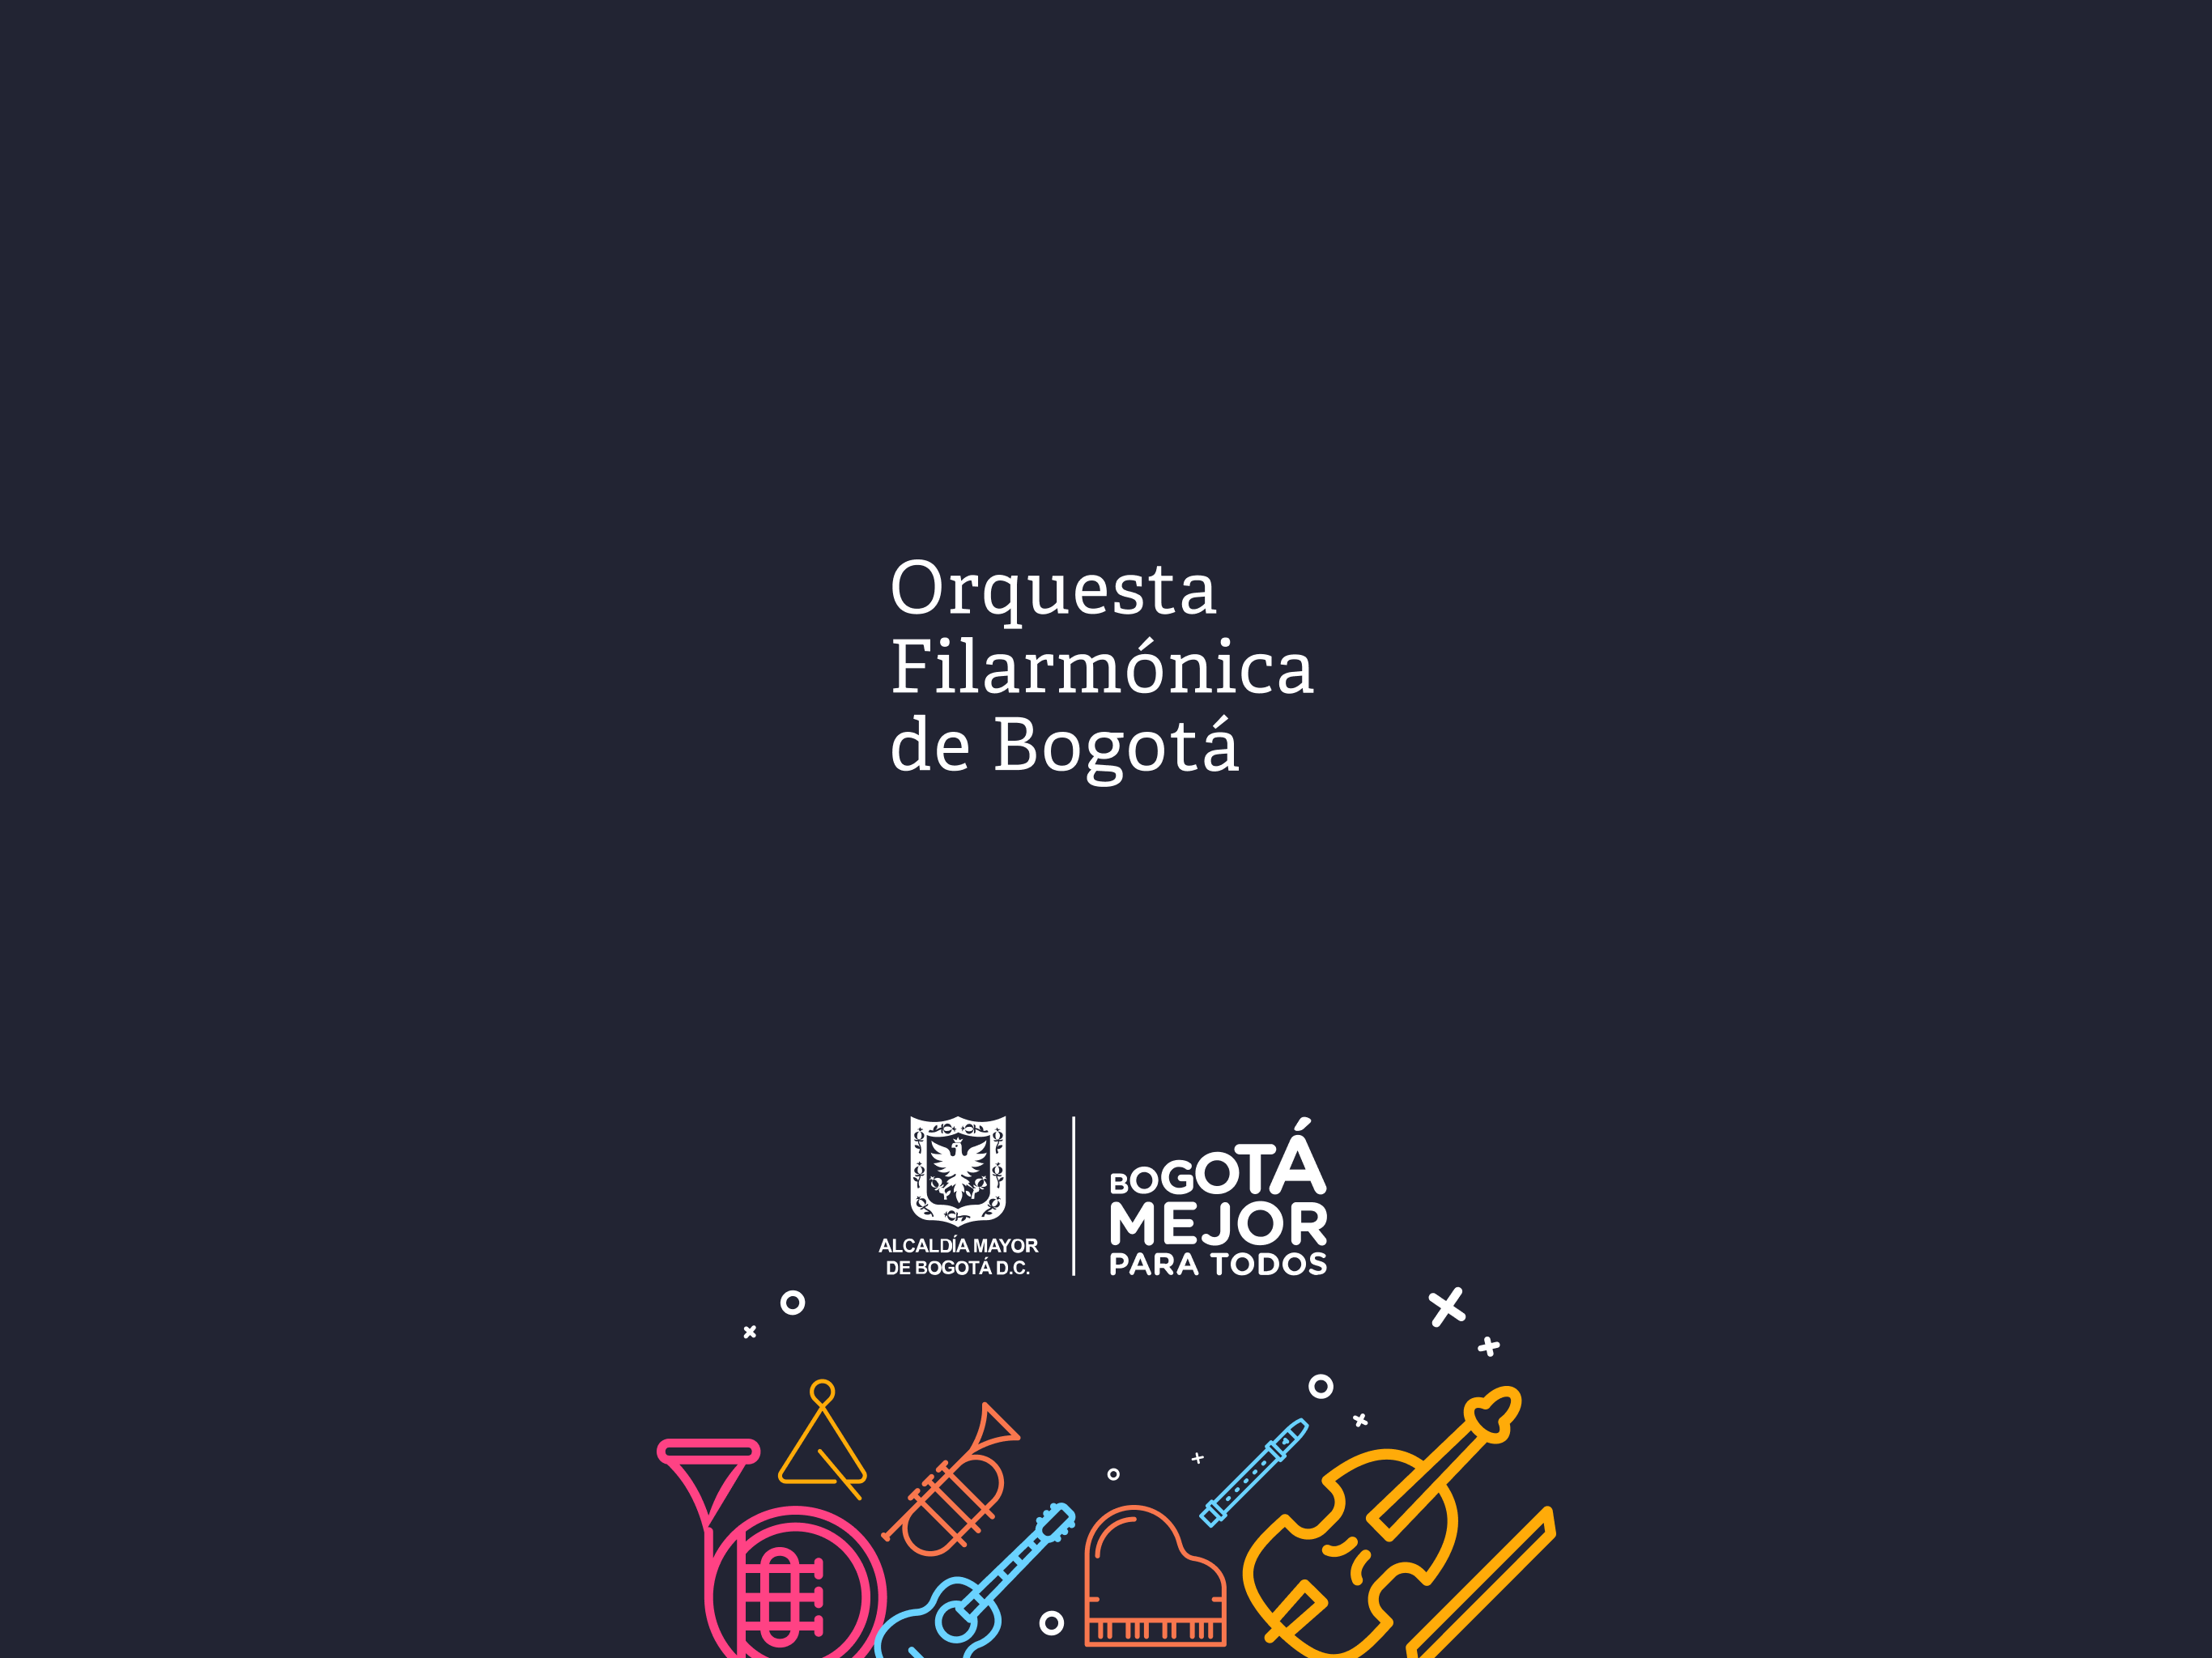 Orquesta
Filarmónica
de Bogotá
ALCALDÍA MAYOR
DE BOGOTÁ D.C.
BOGOTÁ
MEJOR
PARA TODOS